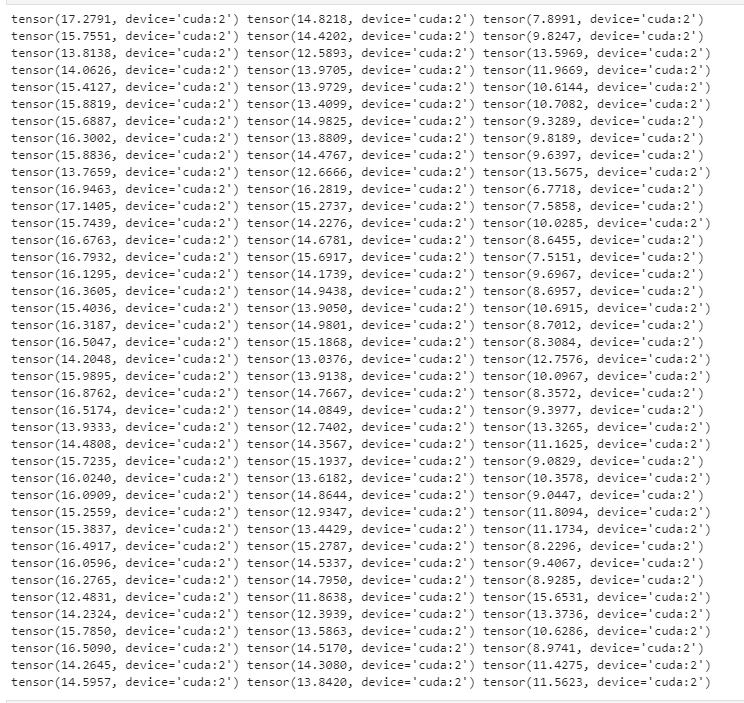 tensor(17.2791, device='cuda:2') tensor(14.8218, device='cuda:2') tensor(7.8991, device='cuda:2')
tensor(15.7551, device='cuda:2') tensor(14.4202, device='cuda:2') tensor(9.8247, device='cuda:2')
tensor(13.8138, device='cuda:2') tensor(12.5893, device='cuda:2') tensor(13.5969, device='cuda:2')
tensor(14.0626, device='cuda:2') tensor(13.9705, device='cuda:2') tensor(11.9669, device='cuda:2')
tensor(15.4127, device='cuda:2') tensor(13.9729, device='cuda:2') tensor(10.6144, device='cuda:2')
tensor(15.8819, device='cuda:2') tensor(13.4099, device='cuda:2') tensor(10.7082, device='cuda:2')
tensor(15.6887, device='cuda:2') tensor(14.9825, device='cuda:2') tensor(9.3289, device='cuda:2')
tensor(16.3002, device='cuda:2') tensor(13.8809, device='cuda:2') tensor(9.8189, device='cuda:2')
tensor(15.8836, device='cuda:2') tensor(14.4767, device='cuda:2') tensor(9.6397, device='cuda:2')
tensor(13.7659, device='cuda:2') tensor(12.6666, device='cuda:2') tensor(13.5675, device='cuda:2')
tensor(16.9463, device='cuda:2') tensor(16.2819, device='cuda:2') tensor(6.7718, device='cuda:2')
tensor(17.1405, device='cuda:2') tensor(15.2737, device='cuda:2') tensor(7.5858, device='cuda:2')
tensor(15.7439, device='cuda:2') tensor(14.2276, device='cuda:2') tensor(10.0285, device='cuda:2')
tensor(16.6763, device='cuda:2') tensor(14.6781, device='cuda:2') tensor(8.6455, device='cuda:2')
tensor(16.7932, device='cuda:2') tensor(15.6917, device='cuda:2') tensor(7.5151, device='cuda:2')
tensor(16.1295, device='cuda:2') tensor(14.1739, device='cuda:2') tensor(9.6967, device='cuda:2')
tensor(16.3605, device='cuda:2') tensor(14.9438, device='cuda:2') tensor(8.6957, device='cuda:2')
tensor(15.4036, device='cuda:2') tensor(13.9050, device='cuda:2') tensor(10.6915, device='cuda:2')
tensor(16.3187, device='cuda:2') tensor(14.9801, device='cuda:2') tensor(8.7012, device='cuda:2')
tensor(16.5047, device='cuda:2') tensor(15.1868, device='cuda:2') tensor(8.3084, device='cuda:2')
tensor(14.2048, device='cuda:2') tensor(13.0376, device='cuda:2') tensor(12.7576, device='cuda:2')
tensor(15.9895, device='cuda:2') tensor(13.9138, device='cuda:2') tensor(10.0967, device='cuda:2')
tensor(16.8762, device='cuda:2') tensor(14.7667, device='cuda:2') tensor(8.3572, device='cuda:2')
tensor(16.5174, device='cuda:2') tensor(14.0849, device='cuda:2') tensor(9.3977, device='cuda:2')
tensor(13.9333, device='cuda:2') tensor(12.7402, device='cuda:2') tensor(13.3265, device='cuda:2')
tensor(14.4808, device='cuda:2') tensor(14.3567, device='cuda:2') tensor(11.1625, device='cuda:2')
tensor(15.7235, device='cuda:2') tensor(15.1937, device='cuda:2') tensor(9.0829, device='cuda:2')
tensor(16.0240, device='cuda:2') tensor(13.6182, device='cuda:2') tensor(10.3578, device='cuda:2')
tensor(16.0909, device='cuda:2') tensor(14.8644, device='cuda:2') tensor(9.0447, device='cuda:2')
tensor(15.2559, device='cuda:2') tensor(12.9347, device='cuda:2') tensor(11.8094, device='cuda:2')
tensor(15.3837, device='cuda:2') tensor(13.4429, device='cuda:2') tensor(11.1734, device='cuda:2')
tensor(16.4917, device='cuda:2') tensor(15.2787, device='cuda:2') tensor(8.2296, device='cuda:2')
tensor(16.0596, device='cuda:2') tensor(14.5337, device='cuda:2') tensor(9.4067, device='cuda:2')
tensor(16.2765, device='cuda:2') tensor(14.7950, device='cuda:2') tensor(8.9285, device='cuda:2')
tensor(12.4831, device='cuda:2') tensor(11.8638, device='cuda:2') tensor(15.6531, device='cuda:2')
tensor(14.2324, device='cuda:2') tensor(12.3939, device='cuda:2') tensor(13.3736, device='cuda:2')
tensor(15.7850, device='cuda:2') tensor(13.5863, device='cuda:2') tensor(10.6286, device='cuda:2')
tensor(16.5090, device='cuda:2') tensor(14.5170, device='cuda:2') tensor(8.9741, device='cuda:2')
tensor(14.2645, device='cuda:2') tensor(14.3080, device='cuda:2') tensor(11.4275, device='cuda:2')
tensor(14.5957, device='cuda:2') tensor(13.8420, device='cuda:2') tensor(11.5623, device='cuda:2')